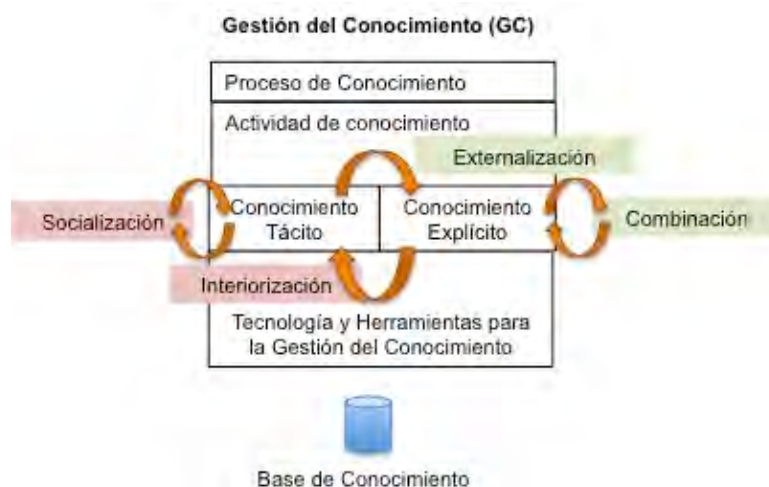 Gestión del Conocimiento (GC)
Proceso de Conocimiento
Actividad de conocimiento
Externalización
Socialización
Conocimiento
Tácito
Conocimiento
Explícito
Combinación
Interiorización
Tecnología y Herramientas para
la Gestión del Conocimiento
Base de Conocimiento